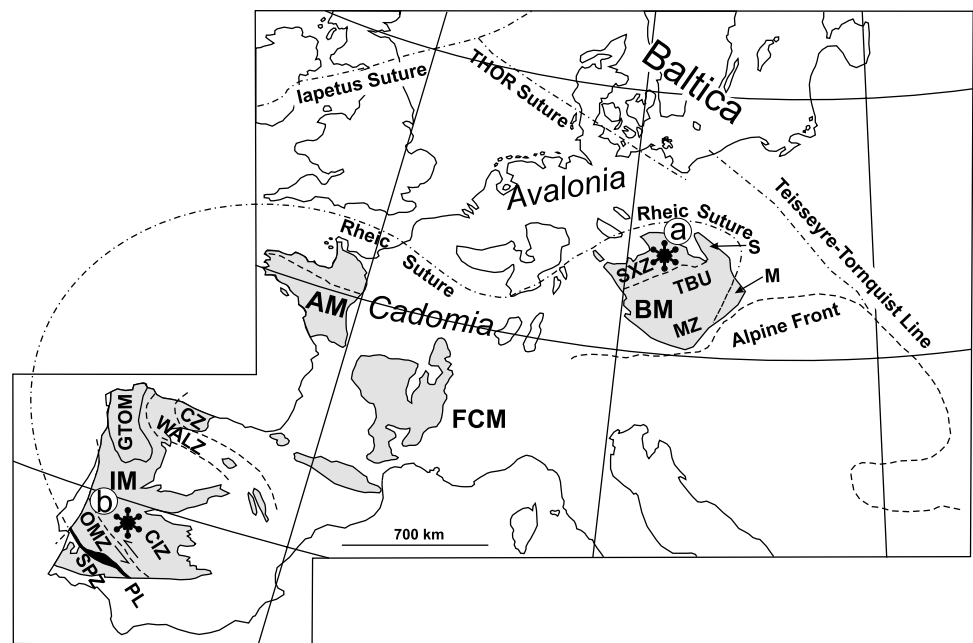 Baltica
Iapetus Suture
THOR Suture
Avalonia
Teisseyre-Tornquist Line
Rheic Suture
Rheic Suture
a
S
SXZ
TBU
M
AM
Cadomia
BM
MZ
Alpine Front
GTOM
CZ
WALZ
FCM
IM
b
OMZ
CIZ
700 km
SPZ
PL